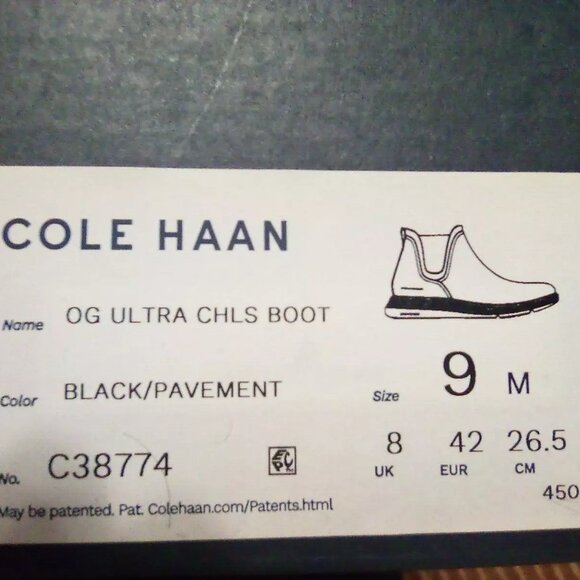 COLE HAAN
Name OG ULTRA CHLS BOOT
Color BLACK/PAVEMENT
Size 9 M
No. C38774
8 42 26.5
UK EUR CM
450
May be patented. Pat. Colehaan.com/Patents.html